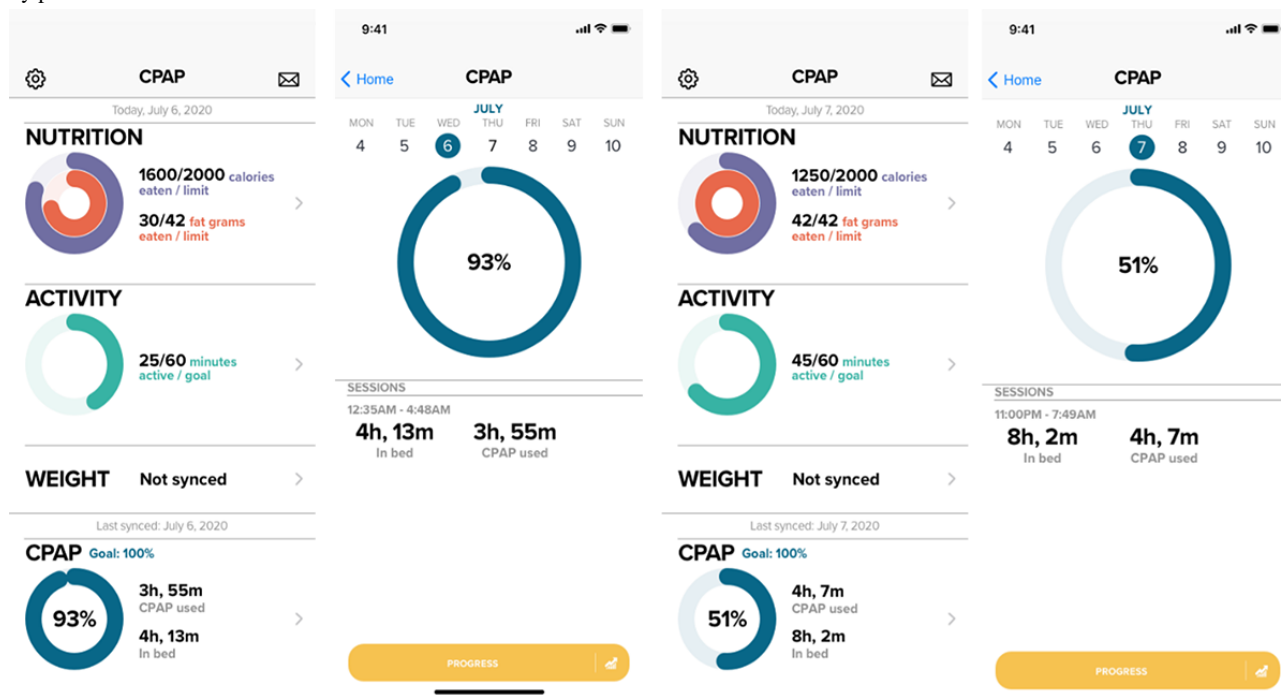 CPAP
Today, July 6, 2020
NUTRITION
1600/2000 calories
eaten / limit
30/42 fat grams
eaten / limit
ACTIVITY
25/60 minutes
active / goal
WEIGHT Not synced
Last synced: July 6, 2020
CPAP Goal: 100%
93%
3h, 55m
CPAP used
4h, 13m
In bed
9:41
Home CPAP
JULY
MON TUE WED THU FRI SAT SUN
4 5 6 7 8 9 10
93%
SESSIONS
12:35AM - 4:48AM
4h, 13m 3h, 55m
In bed CPAP used
PROGRESS
CPAP
Today, July 7, 2020
NUTRITION
1250/2000 calories
eaten / limit
42/42 fat grams
eaten / limit
ACTIVITY
45/60 minutes
active / goal
WEIGHT Not synced
Last synced: July 7, 2020
CPAP Goal: 100%
51%
4h, 7m
CPAP used
8h, 2m
In bed
9:41
Home CPAP
JULY
MON TUE WED THU FRI SAT SUN
4 5 6 7 8 9 10
51%
SESSIONS
11:00PM - 7:49AM
8h, 2m 4h, 7m
In bed CPAP used
PROGRESS